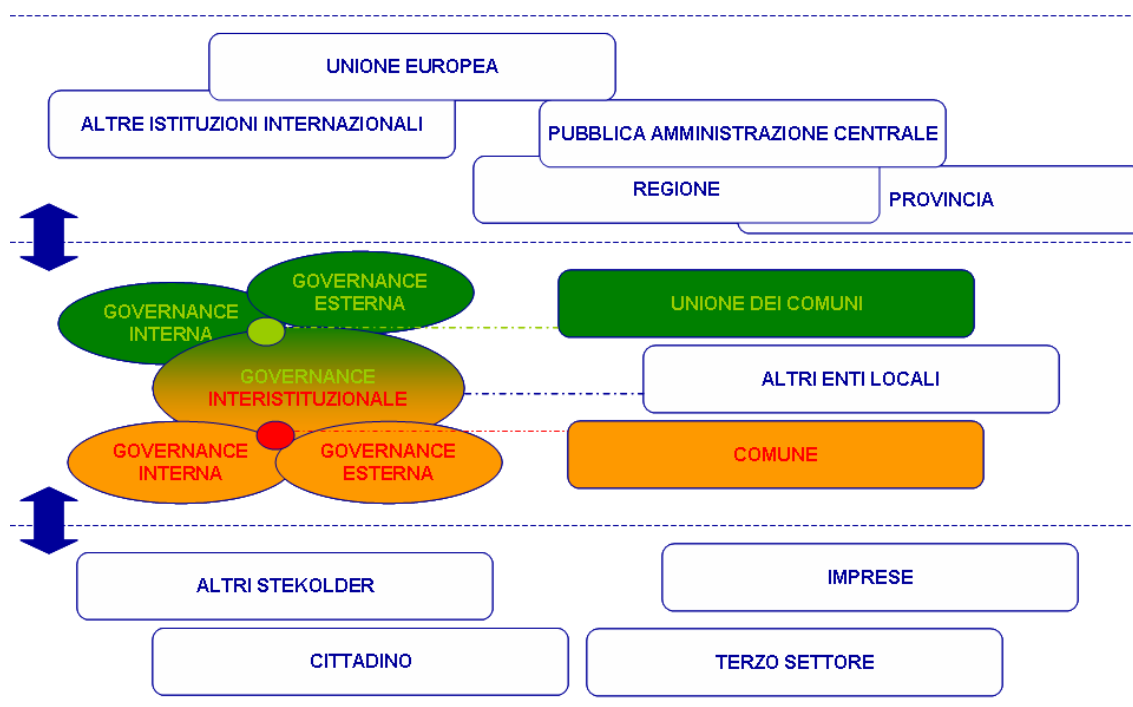 UNIONE EUROPEA
ALTRE ISTITUZIONI INTERNAZIONALI
PUBBLICA AMMINISTRAZIONE CENTRALE
REGIONE
PROVINCIA
GOVERNANCE
ESTERNA
GOVERNANCE
INTERNA
UNIONE DEI COMUNI
GOVERNANCE
INTERISTITUZIONALE
ALTRI ENTI LOCALI
GOVERNANCE
INTERNA
GOVERNANCE
ESTERNA
COMUNE
ALTRI STEKOLDER
IMPRESE
CITTADINO
TERZO SETTORE